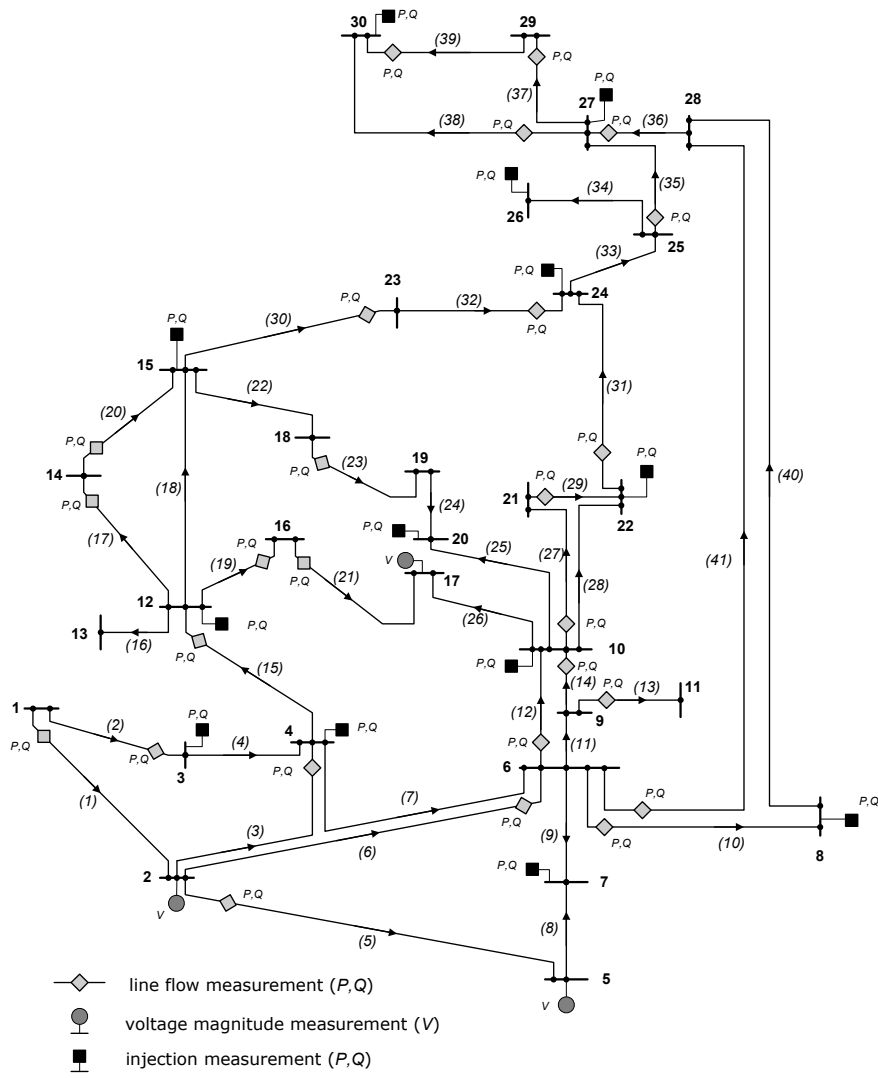 30
P,Q
29
(39)
P,Q
P,Q
(37)
P,Q
27
28
(38)
P,Q
P,Q
(36)
P,Q
26
(34)
(35)
P,Q
25
(33)
23
P,Q
24
P,Q
(30)
(32)
P,Q
P,Q
15
(22)
(31)
(20)
P,Q
18
14
P,Q
(23)
19
P,Q
21
P,Q
(29)
(40)
P,Q
(18)
(24)
22
(17)
16
P,Q
20
P,Q
(19)
P,Q
V
(25)
(27)
(28)
(41)
(21)
17
12
P,Q
13
(16)
P,Q
(26)
P,Q
10
(15)
P,Q
P,Q
(14)
P,Q
(13)
11
1
(2)
P,Q
4
P,Q
(12)
9
P,Q
P,Q
3
(4)
P,Q
P,Q
(11)
6
(1)
(7)
P,Q
P,Q
(3)
(6)
P,Q
(10)
8
P,Q
(9)
2
P,Q
P,Q
7
V
(5)
(8)
5
V
line flow measurement (P,Q)
voltage magnitude measurement (V)
injection measurement (P,Q)